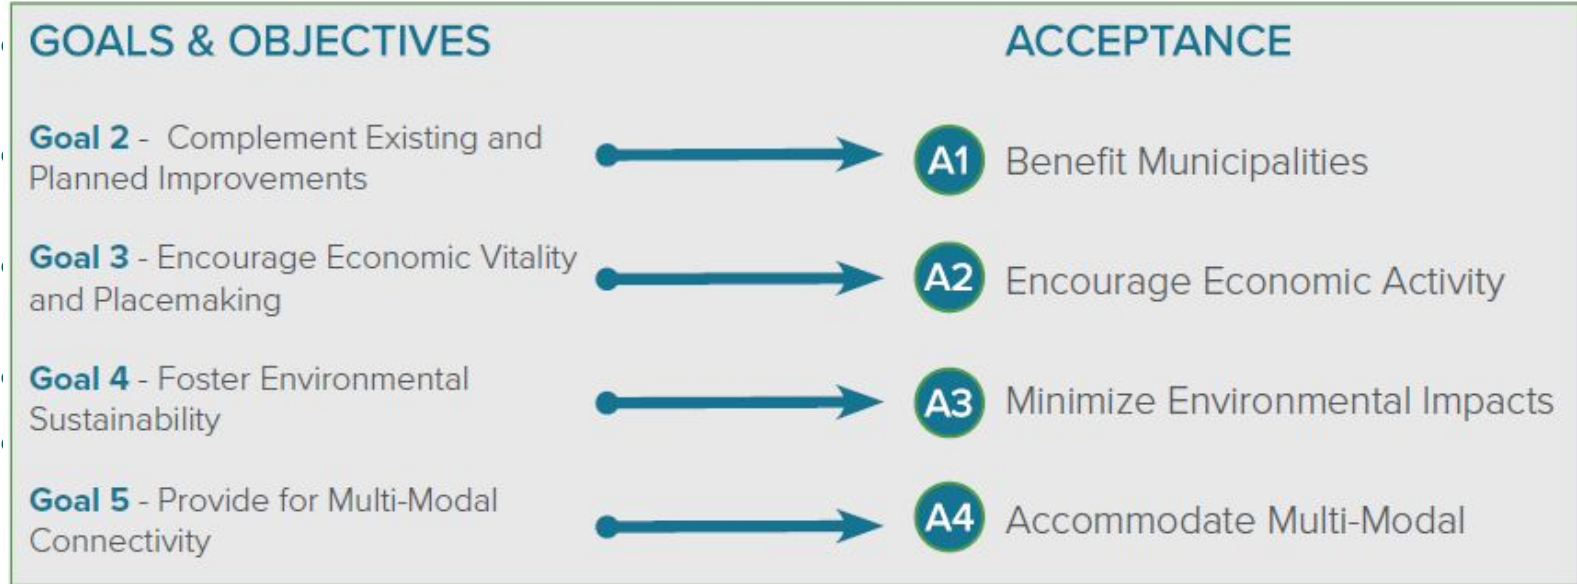 GOALS & OBJECTIVES
ACCEPTANCE
Goal 2 - Complement Existing and
Planned Improvements
A1 Benefit Municipalities
Goal 3 - Encourage Economic Vitality
and Placemaking
A2 Encourage Economic Activity
Goal 4 - Foster Environmental
Sustainability
A3 Minimize Environmental Impacts
Goal 5 - Provide for Multi-Modal
Connectivity
A4 Accommodate Multi-Modal